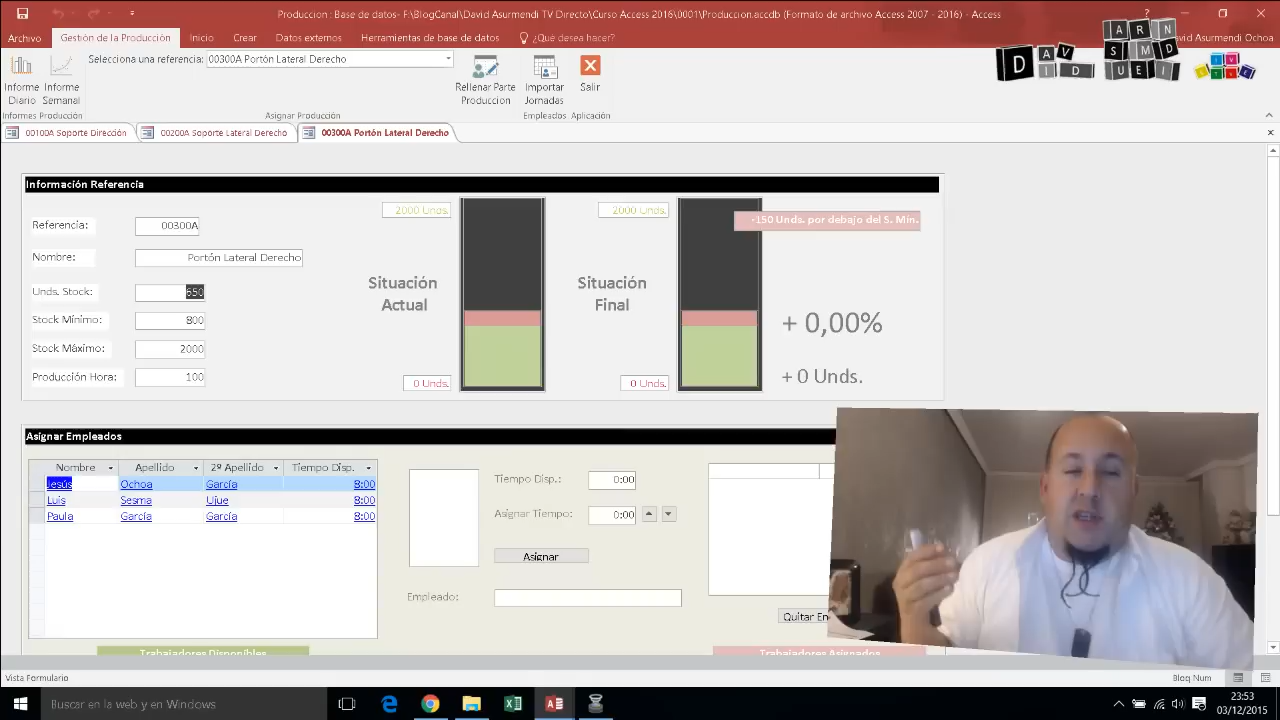 Produccion : Base de datos- F:\BlogCanal\David Asurmendi TV Directo\Curso Access 2016\0001\Produccion.accdb (Formato de archivo Access 2007 - 2016) - Access
Archivo
Gestión de la Producción
Inicio
Crear
Datos externos
Herramientas de base de datos
¿Qué desea hacer?
David Asurmendi Ochoa
Informe Diario
Informe Semanal
Selecciona una referencia:
00300A Portón Lateral Derecho
Rellenar Parte Produccion
Importar Jornadas
Salir
Informes Producción
Asignar Producción
Empleados
Aplicación
00100A Soporte Dirección
00200A Soporte Lateral Derecho
00300A Portón Lateral Derecho
Información Referencia
Referencia:
00300A
Nombre:
Portón Lateral Derecho
Unds. Stock:
650
Stock Mínimo:
800
Stock Máximo:
2000
Producción Hora:
100
2000 Unds.
Situación
Actual
0 Unds.
2000 Unds.
Situación
Final
0 Unds.
-150 Unds. por debajo del S. Min.
+ 0,00%
+ 0 Unds.
Asignar Empleados
Nombre Apellido 2º Apellido Tiempo Disp.
Jesús Ochoa García 8:00
Luis Sesma Ujue 8:00
Paula García García 8:00
Tiempo Disp.: 0:00
Asignar Tiempo: 0:00
Asignar
Empleado:
Trabajadores Disponibles
Trabajadores Asignados
Vista Formulario
Bloq Num
Buscar en la web y en Windows
23:53
03/12/2015